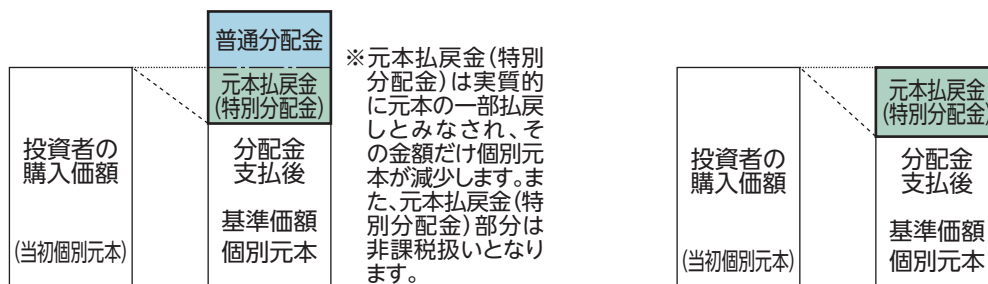 普通分配金
元本払戻金
(特別分配金)
投資者の
購入価額
(当初個別元本)
分配金
支払後
基準価額
個別元本
※元本払戻金(特別
分配金)は実質的
に元本の一部払戻
しとみなされ、そ
の金額だけ個別元
本が減少します。ま
た、元本払戻金(特
別分配金)部分は
非課税扱いとなり
ます。
元本払戻金
(特別分配金)
投資者の
購入価額
(当初個別元本)
分配金
支払後
基準価額
個別元本